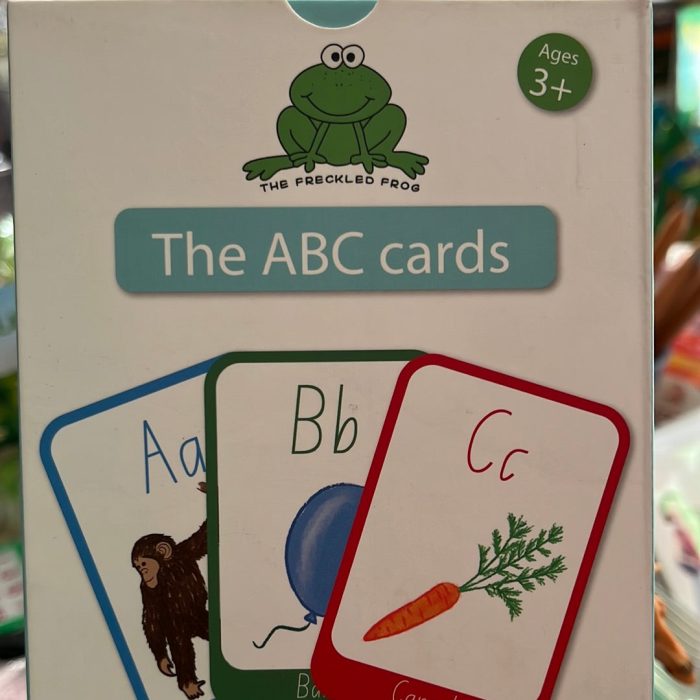 Ages
3+
THE FRECKLED FROG
The ABC cards
Aa
Bb
Cc